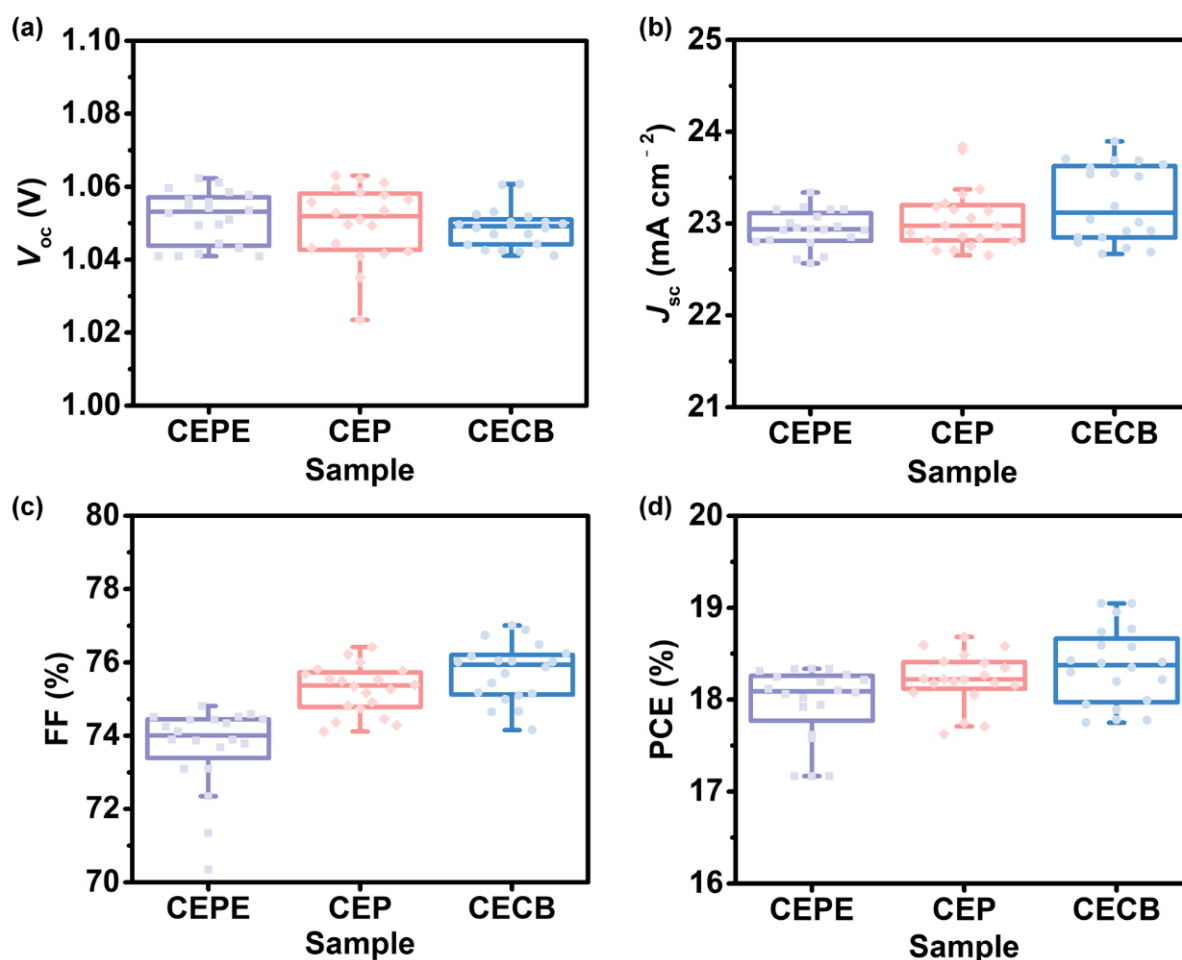 (a)
1.10
1.08
1.06
1.04
1.02
1.00
Voc (V)
CEPE CEP CECB
Sample
(b)
25
24
23
22
21
Jsc (mA cm⁻²)
CEPE CEP CECB
Sample
(c)
80
78
76
74
72
70
FF (%)
CEPE CEP CECB
Sample
(d)
20
19
18
17
16
PCE (%)
CEPE CEP CECB
Sample